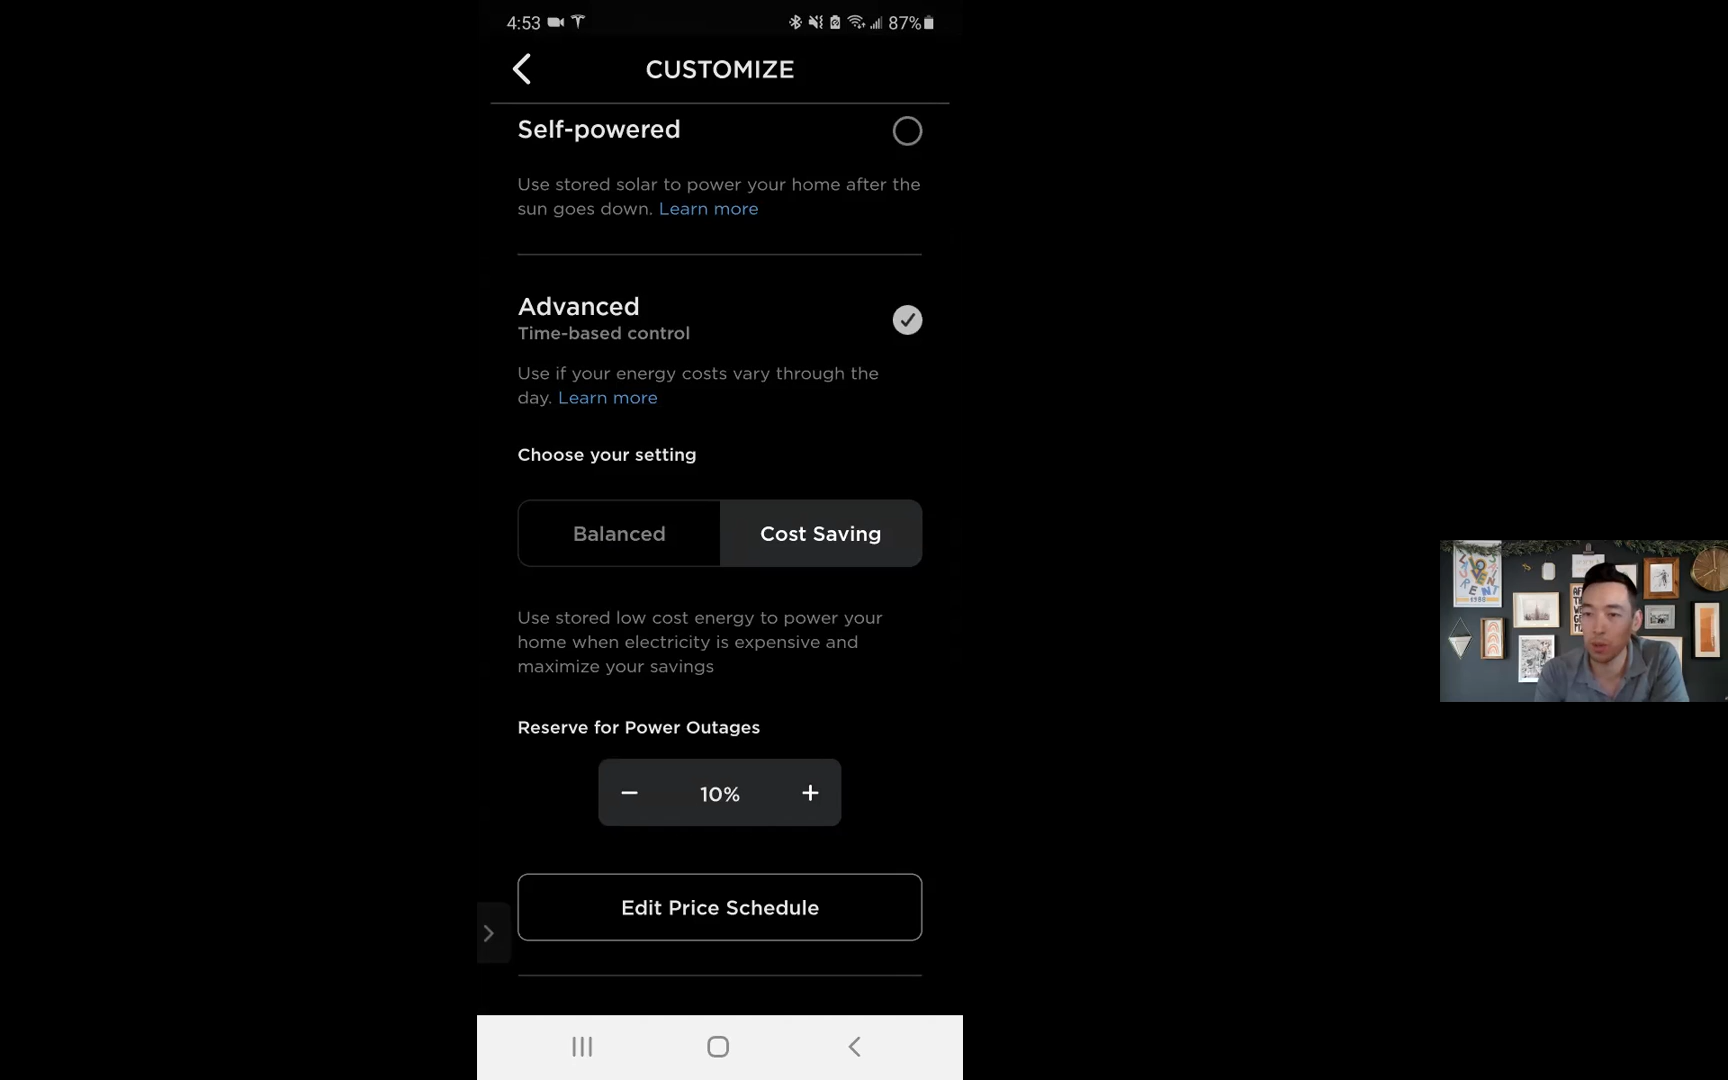 4:53
87%
CUSTOMIZE
Self-powered
Use stored solar to power your home after the
sun goes down. Learn more
Advanced
Time-based control
Use if your energy costs vary through the
day. Learn more
Choose your setting
Balanced
Cost Saving
Use stored low cost energy to power your
home when electricity is expensive and
maximize your savings
Reserve for Power Outages
− 10% +
Edit Price Schedule